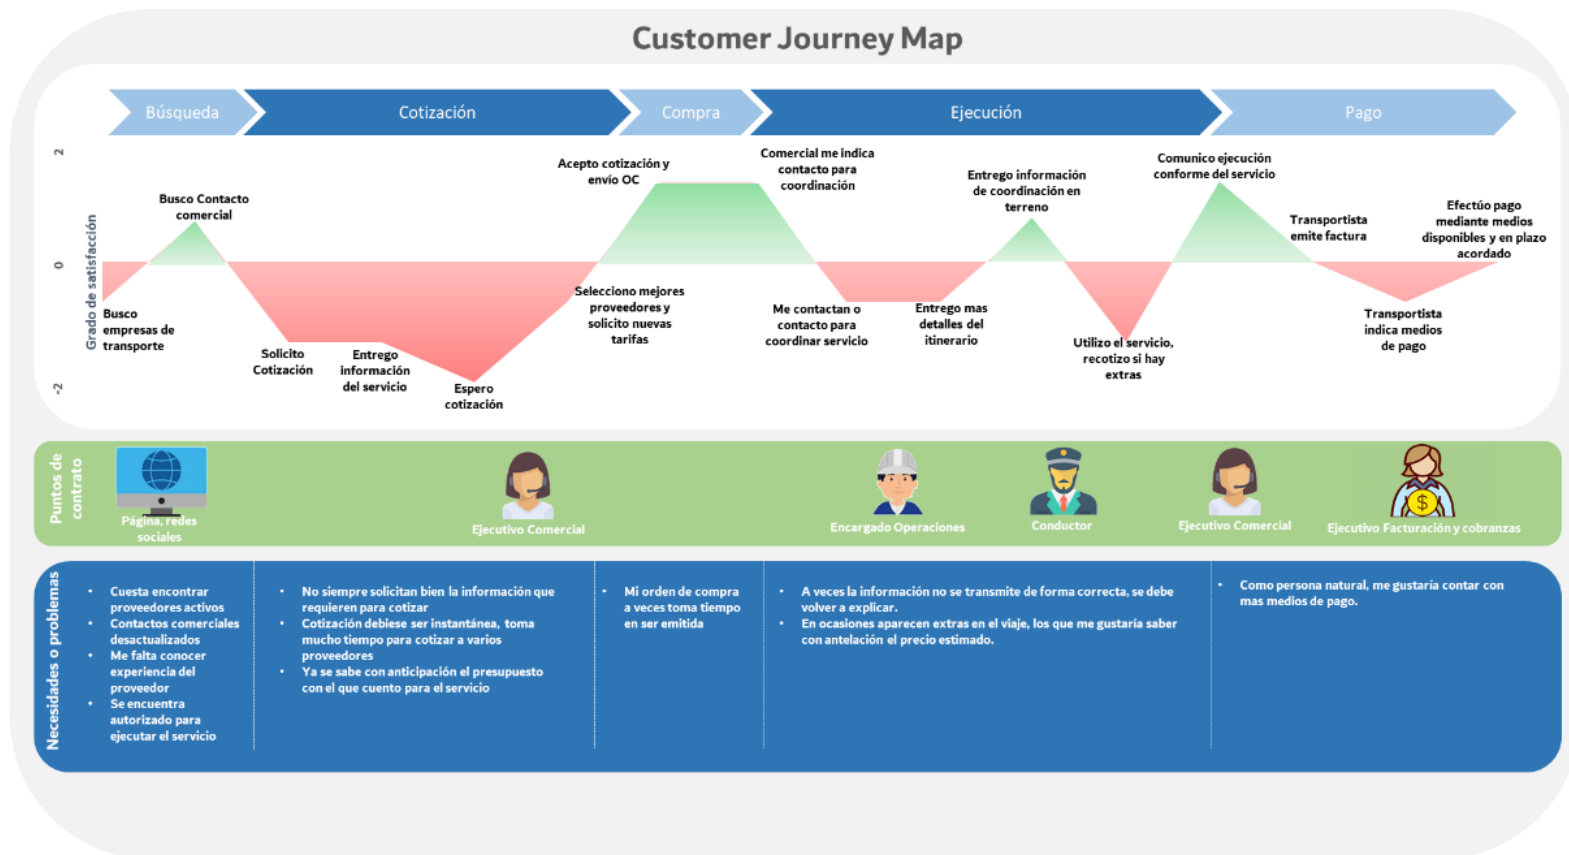 Customer Journey Map
Búsqueda
Cotización
Compra
Ejecución
Pago
Grado de satisfacción
2
0
-2
Busco
empresas de
transporte
Busco Contacto
comercial
Solicito
Cotización
Entrego
información
del servicio
Espero
cotización
Selecciono mejores
proveedores y
solicito nuevas
tarifas
Acepto cotización y
envío OC
Comercial me indica
contacto para
coordinación
Me contactan o
contacto para
coordinar servicio
Entrego mas
detalles del
itinerario
Entrego información
de coordinación en
terreno
Utilizo el servicio,
recotizo si hay
extras
Comunico ejecución
conforme del servicio
Transportista
emite factura
Transportista
indica medios
de pago
Efectúo pago
mediante medios
disponibles y en plazo
acordado
Puntos de
contrato
Página, redes
sociales
Ejecutivo Comercial
Encargado Operaciones
Conductor
Ejecutivo Comercial
$
Ejecutivo Facturación y cobranzas
Necesidades o problemas
• Cuesta encontrar
proveedores activos
• Contactos comerciales
desactualizados
• Me falta conocer
experiencia del
proveedor
• Se encuentra
autorizado para
ejecutar el servicio
• No siempre solicitan bien la información que
requieren para cotizar
• Cotización debiese ser instantánea, toma
mucho tiempo para cotizar a varios
proveedores
• Ya se sabe con anticipación el presupuesto
con el que cuento para el servicio
• Mi orden de compra
a veces toma tiempo
en ser emitida
• A veces la información no se transmite de forma correcta, se debe
volver a explicar.
• En ocasiones aparecen extras en el viaje, los que me gustaría saber
con antelación el precio estimado.
• Como persona natural, me gustaría contar con
mas medios de pago.